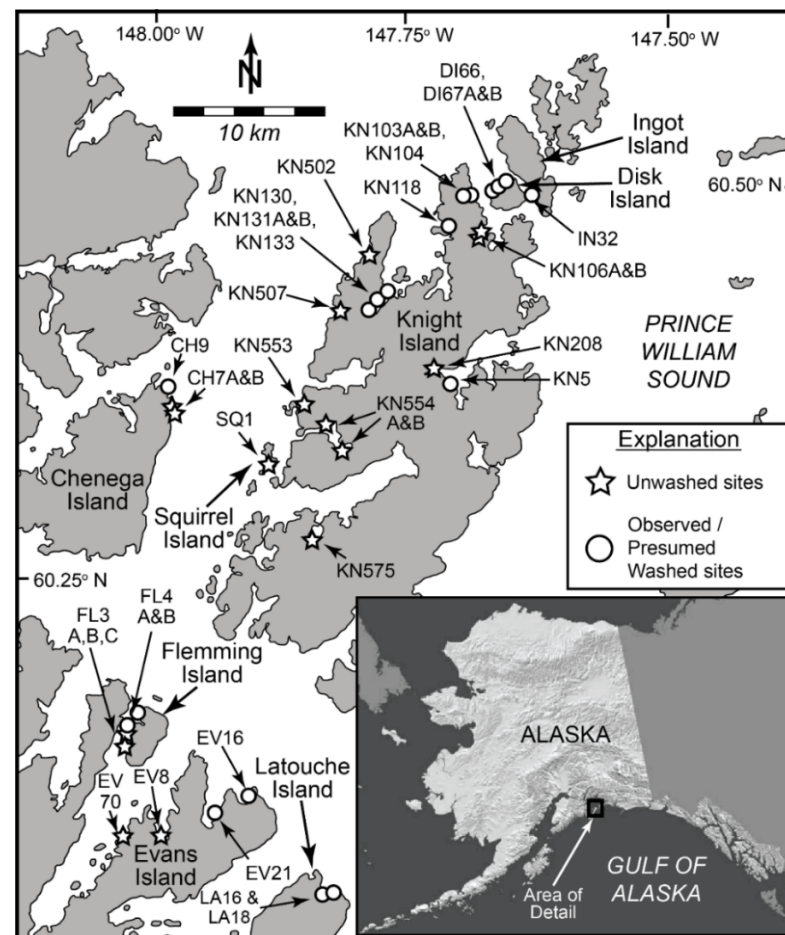 148.00° W
147.75° W
147.50° W
N
10 km
DI66,
DI67A&B
KN103A&B,
KN104
Ingot
Island
KN502
60.50° N
KN118
Disk
Island
KN130,
KN131A&B,
KN133
IN32
KN106A&B
KN507
Knight
Island
PRINCE
WILLIAM
SOUND
CH9
KN553
KN208
CH7A&B
KN5
KN554
A&B
SQ1
Chenega
Island
Squirrel
Island
Explanation
Unwashed sites
Observed /
Presumed
Washed sites
KN575
60.25° N
FL3
A,B,C
FL4
A&B
Flemming
Island
EV16
Latouche
Island
EV
70
EV8
Evans
Island
EV21
LA16 &
LA18
ALASKA
GULF OF
ALASKA
Area of
Detail